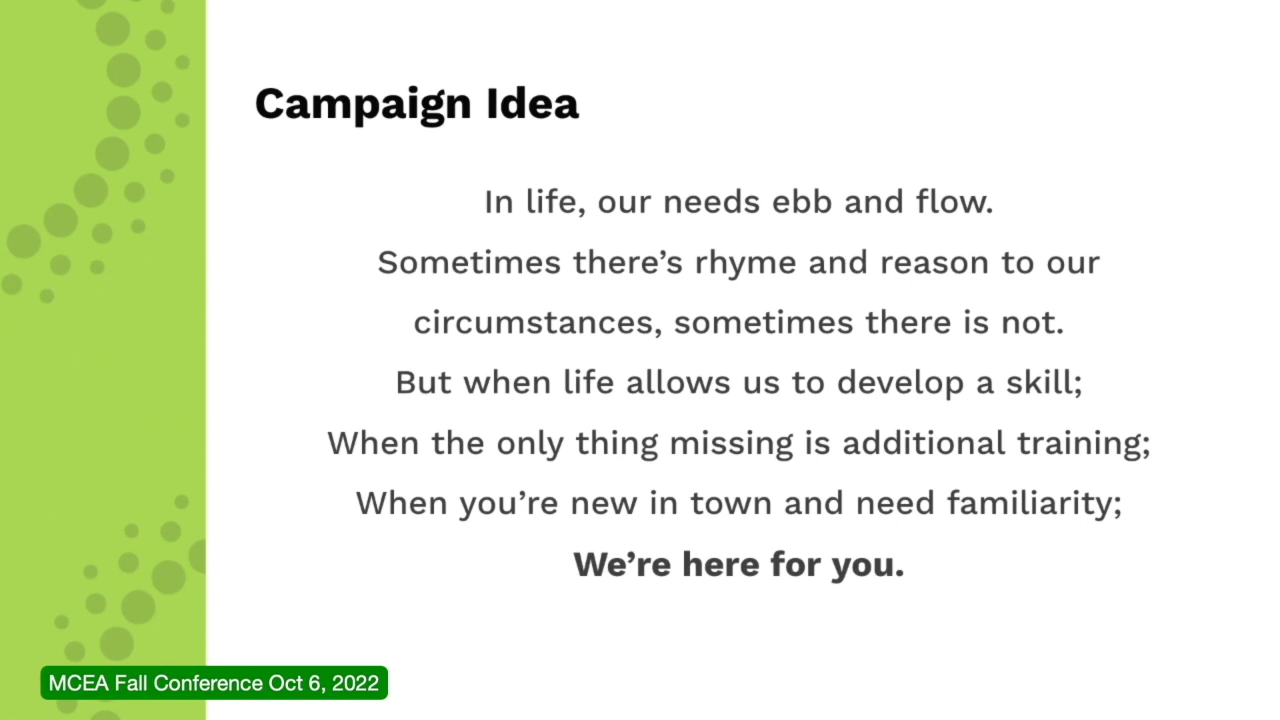 Campaign Idea
In life, our needs ebb and flow.
Sometimes there’s rhyme and reason to our
circumstances, sometimes there is not.
But when life allows us to develop a skill;
When the only thing missing is additional training;
When you’re new in town and need familiarity;
We’re here for you.
MCEA Fall Conference Oct 6, 2022